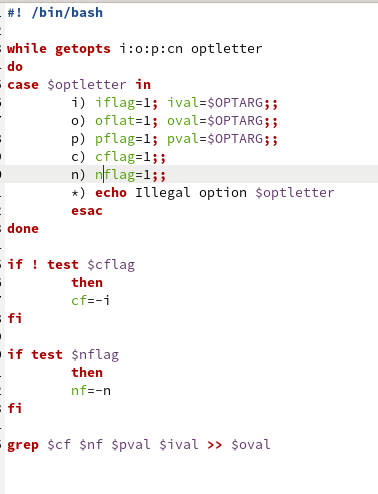 #! /bin/bash
while getopts i:o:p:cn optletter
do
case $optletter in
i) iflag=1; ival=$OPTARG;;
o) oflat=1; oval=$OPTARG;;
p) pflag=1; pval=$OPTARG;;
c) cflag=1;;
n) nflag=1;;
*) echo Illegal option $optletter
esac
done
if ! test $cflag
then
cf=-i
fi
if test $nflag
then
nf=-n
fi
grep $cf $nf $pval $ival >> $oval